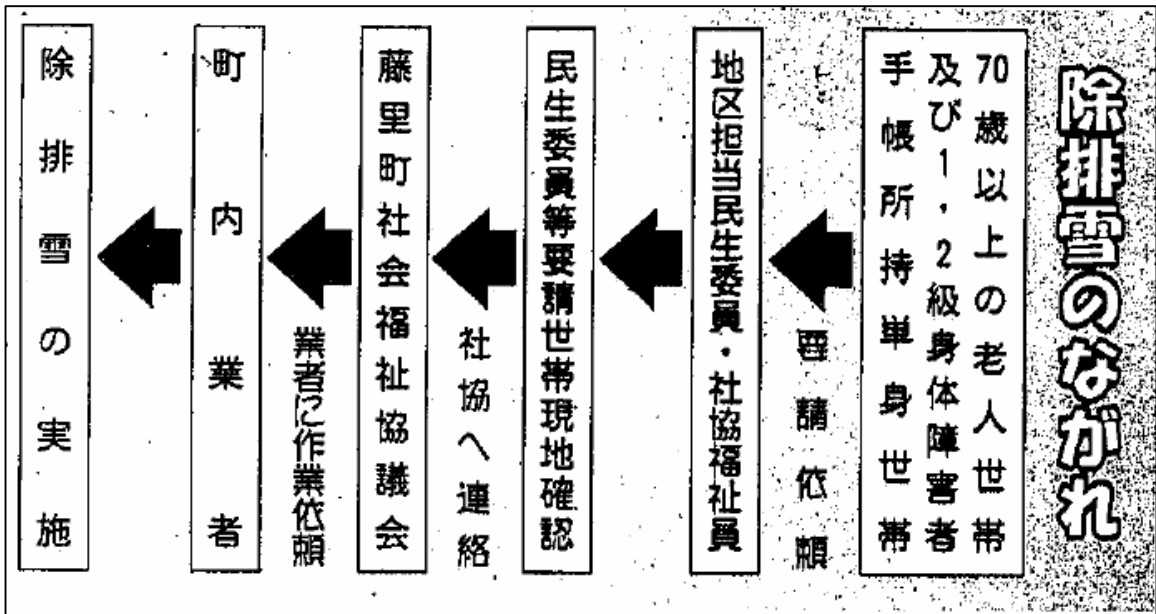 除排雪のながれ
70歳以上の老人世帯
及び1・2級身体障害者
手帳所持単身世帯
要請依頼
地区担当民生委員・社協福祉員
民生委員等要請世帯現地確認
社協へ連絡
藤里町社会福祉協議会
業者に作業依頼
町内業者
除排雪の実施